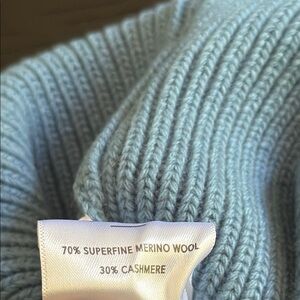 70% SUPERFINE MERINO WOOL
30% CASHMERE